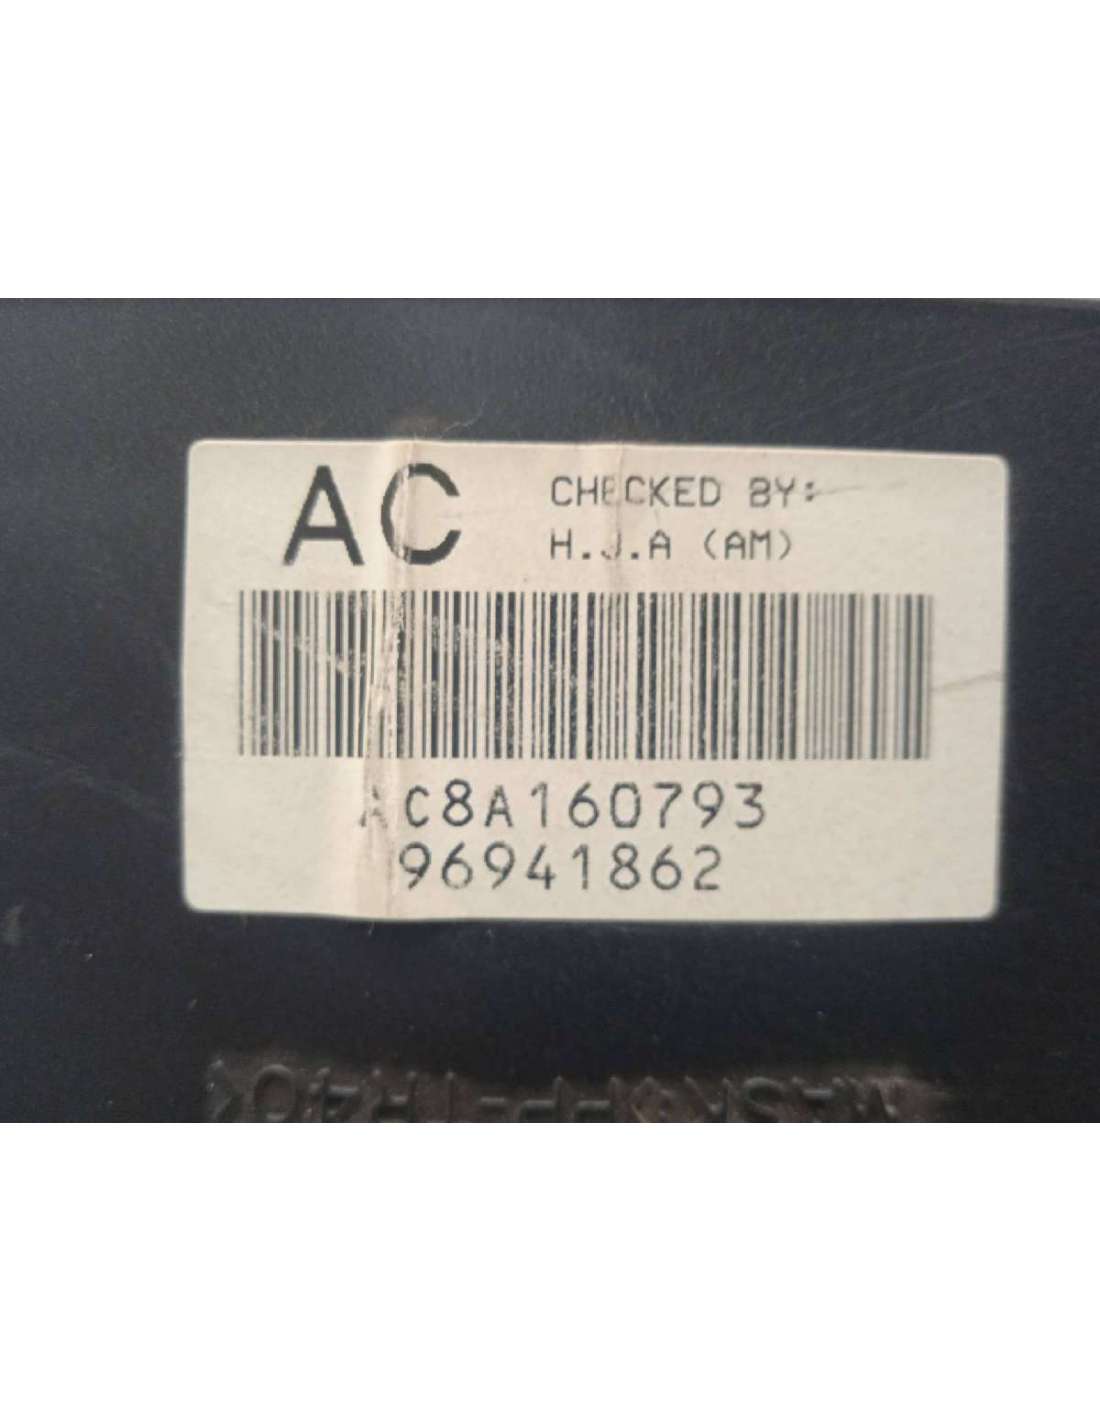 AC
CHECKED BY:
H.J.A (AM)
AC8A160793
96941862